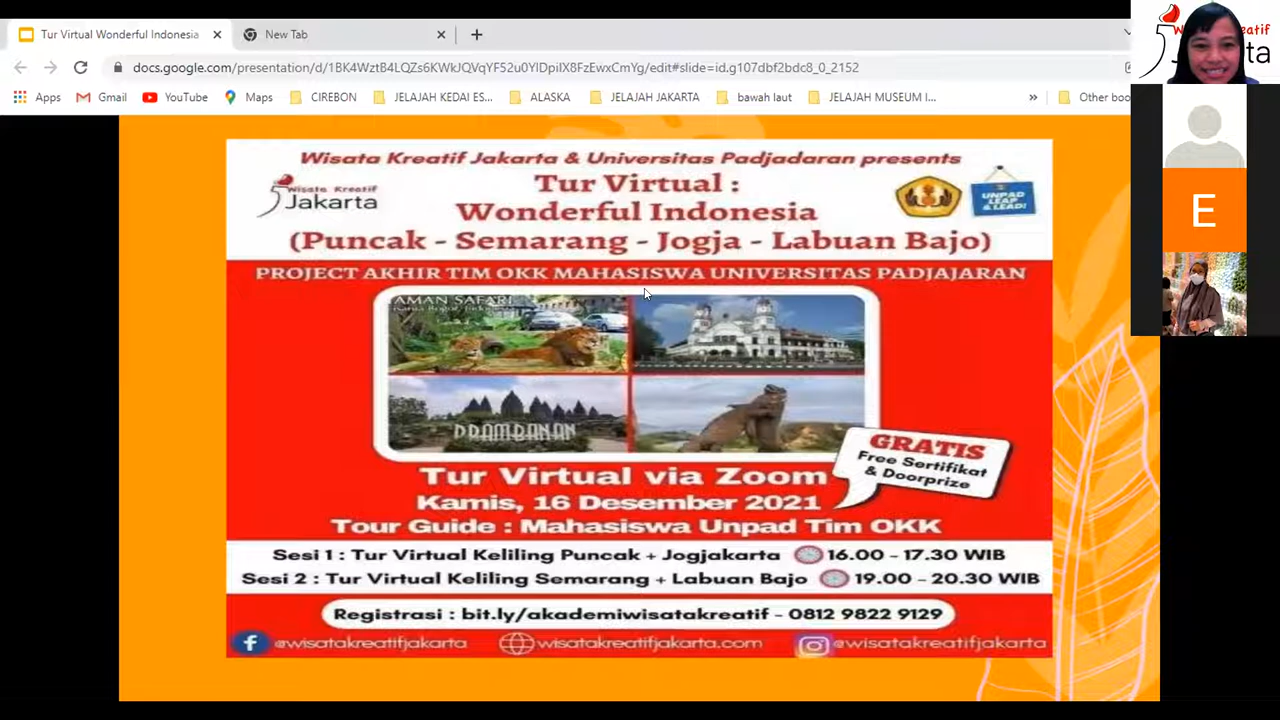 Tur Virtual Wonderful Indonesia
New Tab
docs.google.com/presentation/d/1BK4WztB4LQZs6KWkJQVqYF52u0YlDpilX8FzEwxCmYg/edit#slide=id.g107dbf2bdc8_0_2152
Apps Gmail YouTube Maps CIREBON JELAJAH KEDAI ES... ALASKA JELAJAH JAKARTA bawah laut JELAJAH MUSEUM I... » Other boo
E
Wisata Kreatif Jakarta & Universitas Padjadaran presents
Wisata Kreatif
Jakarta
Tur Virtual :
Wonderful Indonesia
(Puncak - Semarang - Jogja - Labuan Bajo)
UNPAD
LEAP
& LEAD!
PROJECT AKHIR TIM OKK MAHASISWA UNIVERSITAS PADJAJARAN
AMAN SAFARI
PRAMBANAN
GRATIS
Free Sertifikat
& Doorprize
Tur Virtual via Zoom
Kamis, 16 Desember 2021
Tour Guide : Mahasiswa Unpad Tim OKK
Sesi 1 : Tur Virtual Keliling Puncak + Jogjakarta 16.00 - 17.30 WIB
Sesi 2 : Tur Virtual Keliling Semarang + Labuan Bajo 19.00 - 20.30 WIB
Registrasi : bit.ly/akademiwisatakreatif - 0812 9822 9129
@wisatakreatifjakarta wisatakreatifjakarta.com @wisatakreatifjakarta